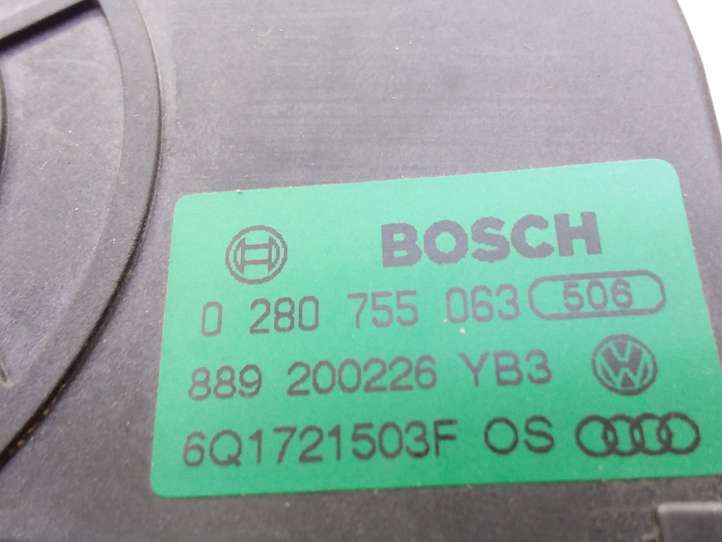 BOSCH
0 280 755 063 506
889 200226 YB3
6Q1721503F OS